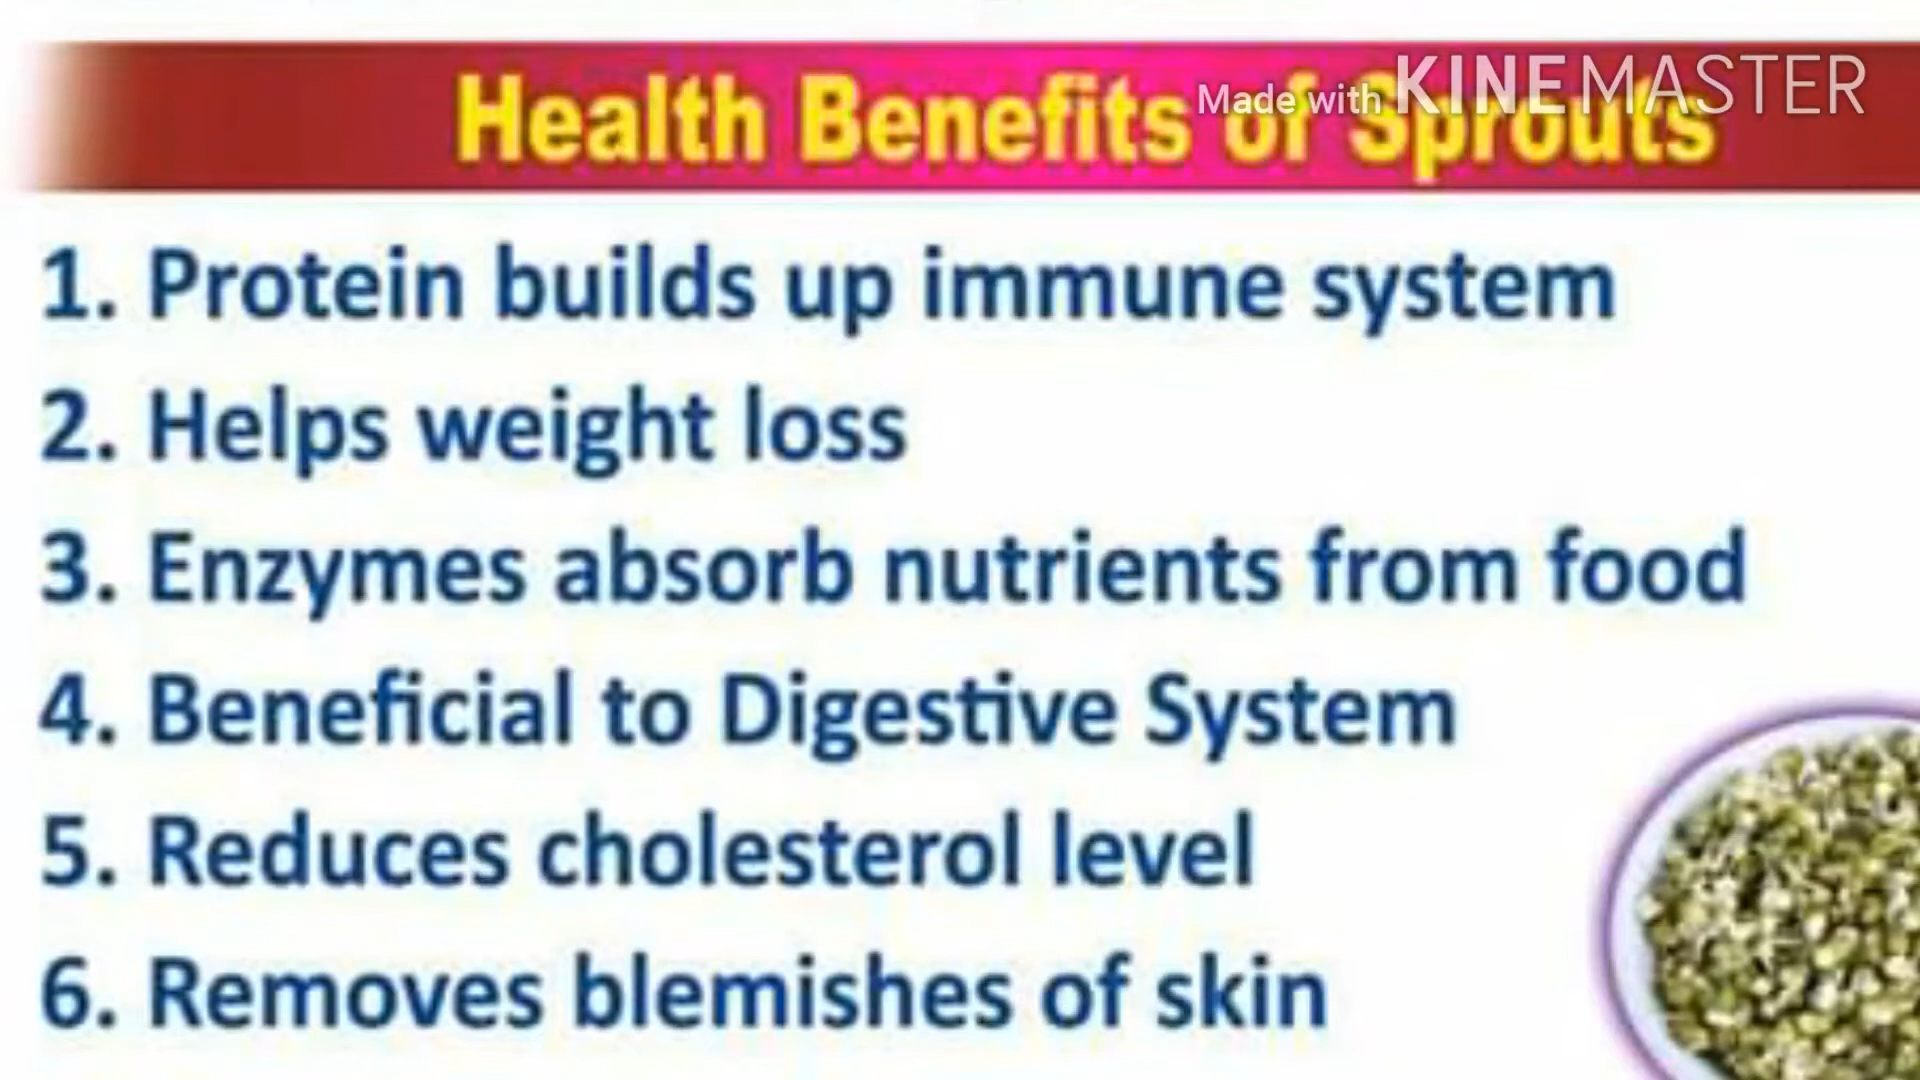 Health Benefits of Sprouts
Made with KINEMASTER
1. Protein builds up immune system
2. Helps weight loss
3. Enzymes absorb nutrients from food
4. Beneficial to Digestive System
5. Reduces cholesterol level
6. Removes blemishes of skin